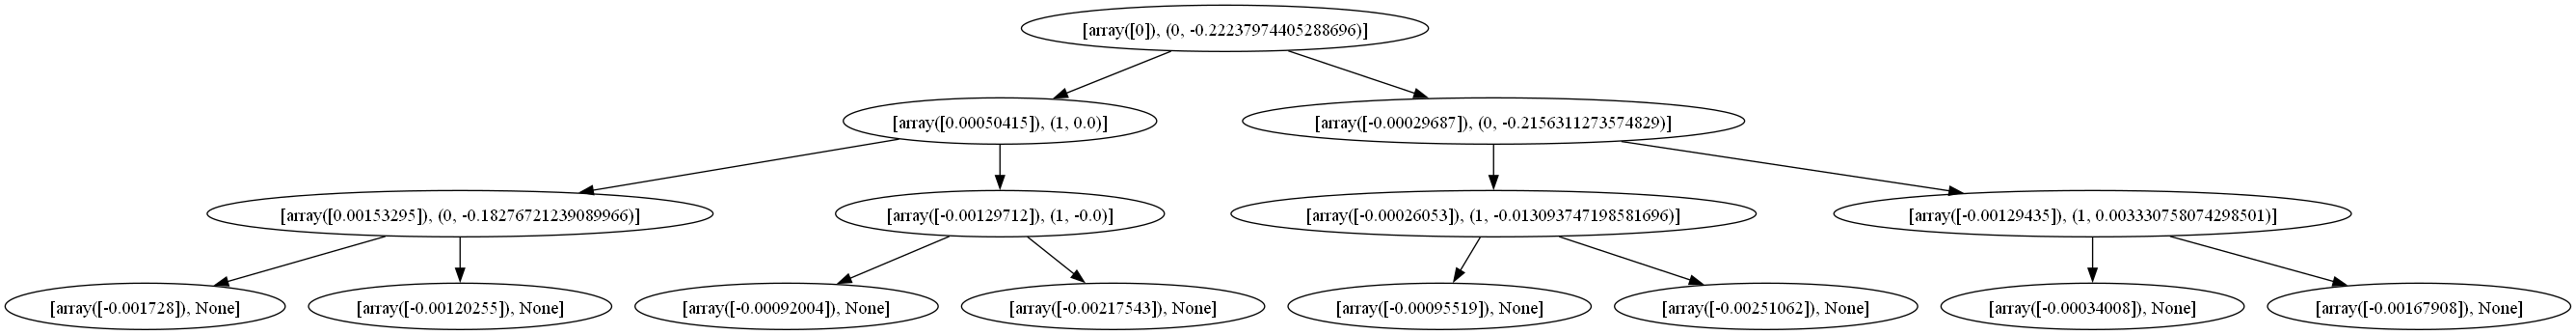 [array([0]), (0, -0.22237974405288696)]
[array([0.00050415]), (1, 0.0)]
[array([-0.00029687]), (0, -0.2156311273574829)]
[array([0.00153295]), (0, -0.18276721239089966)]
[array([-0.00129712]), (1, -0.0)]
[array([-0.00026053]), (1, -0.013093747198581696)]
[array([-0.00129435]), (1, 0.003330758074298501)]
[array([-0.001728]), None]
[array([-0.00120255]), None]
[array([-0.00092004]), None]
[array([-0.00217543]), None]
[array([-0.00095519]), None]
[array([-0.00251062]), None]
[array([-0.00034008]), None]
[array([-0.00167908]), None]